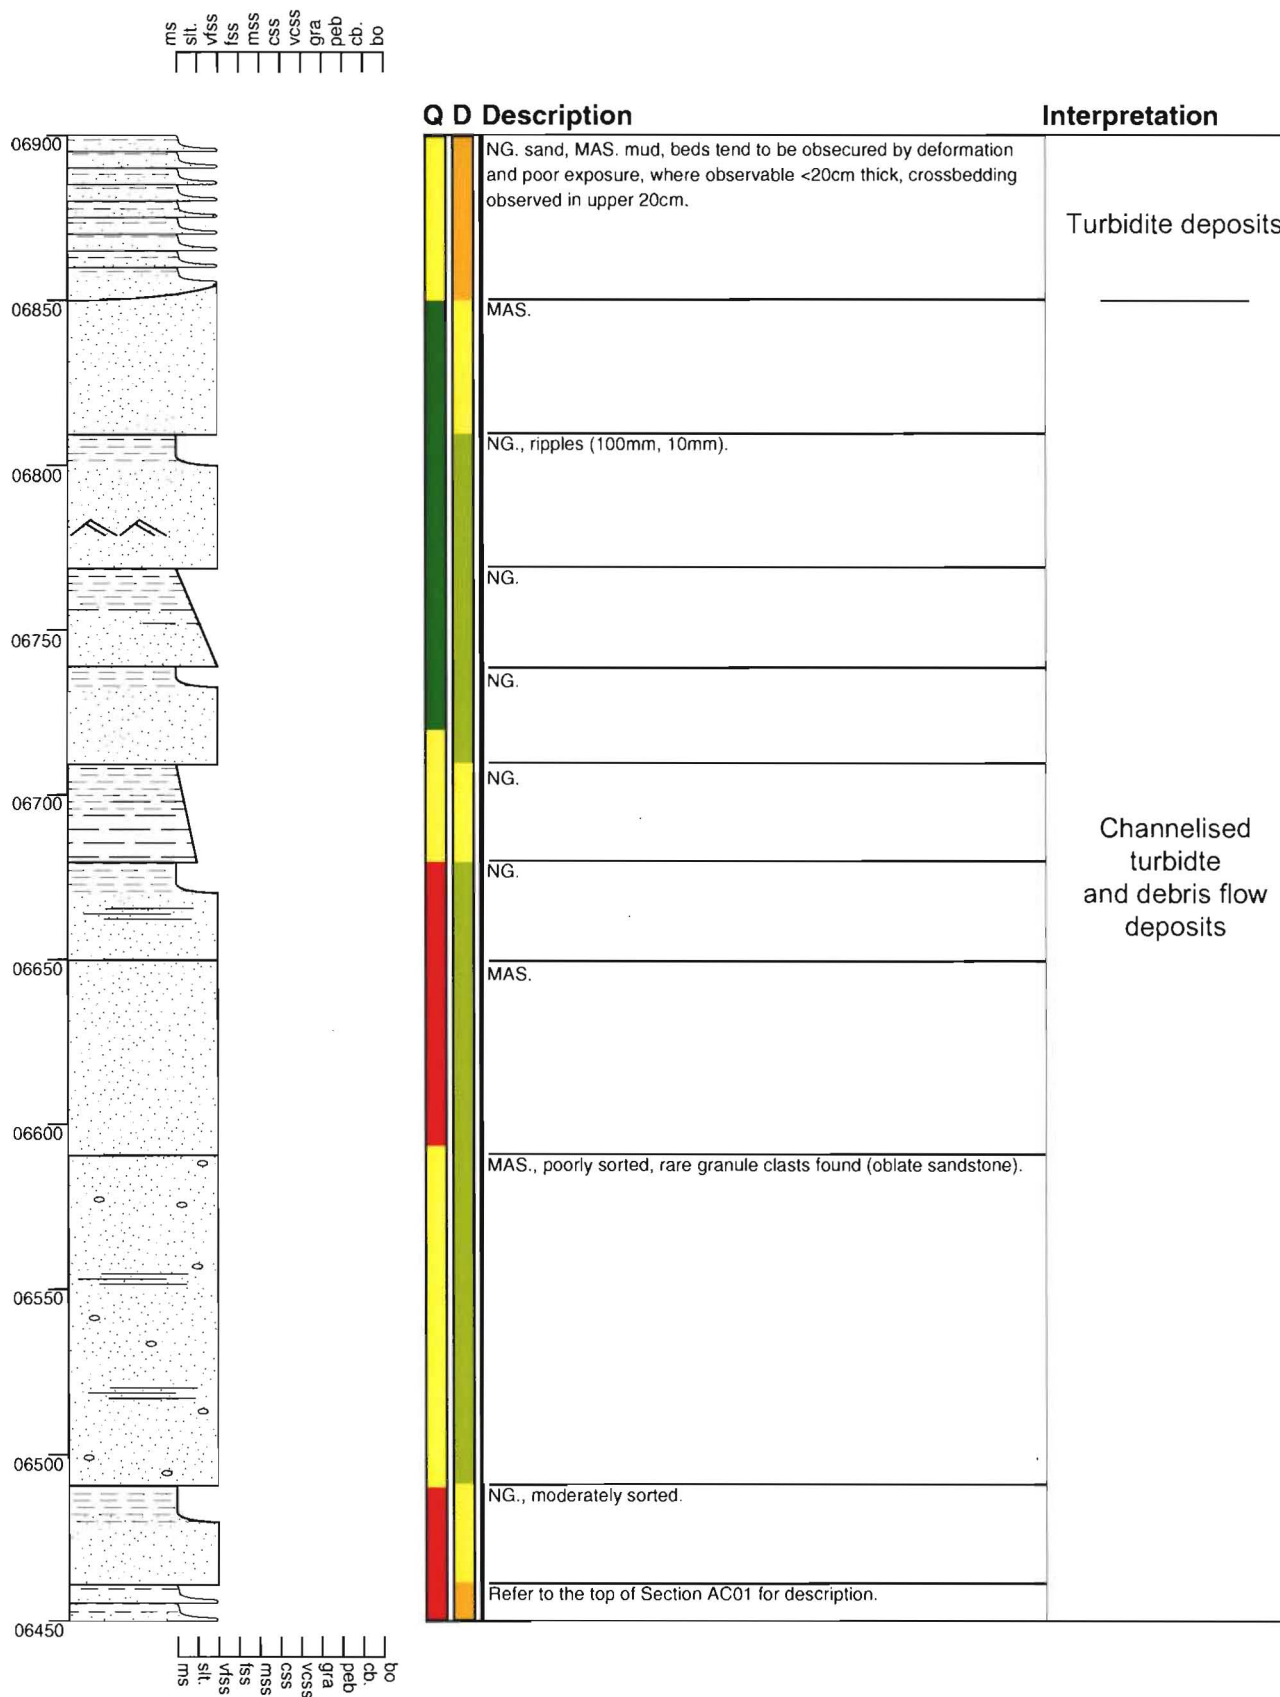 ms
slt.
vfss
fss
mss
css
vcss
gra
peb
cb.
bo
Q D Description Interpretation
06900
NG. sand, MAS. mud, beds tend to be obsecured by deformation
and poor exposure, where observable <20cm thick, crossbedding
observed in upper 20cm.
Turbidite deposits
06850
MAS.
NG., ripples (100mm, 10mm).
06800
NG.
06750
NG.
NG.
06700
Channelised
turbidte
and debris flow
deposits
NG.
06650
MAS.
06600
MAS., poorly sorted, rare granule clasts found (oblate sandstone).
06550
06500
NG., moderately sorted.
Refer to the top of Section AC01 for description.
06450
ms
slt.
vfss
fss
mss
css
vcss
gra
peb
cb.
bo